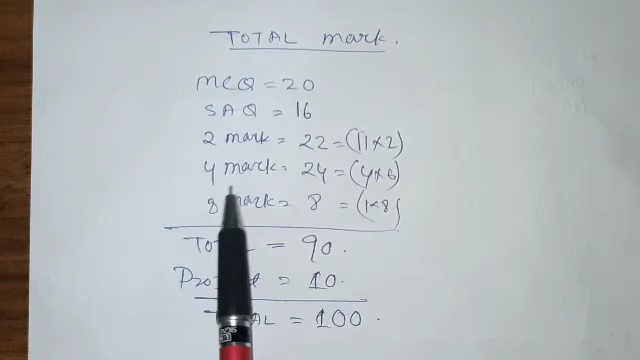 TOTAL mark.
MCQ = 20
SAQ = 16
2 mark = 22 = (11×2)
4 mark = 24 = (4×6)
8 mark = 8 = (1×8)
= 90.
= 10.
= 100.